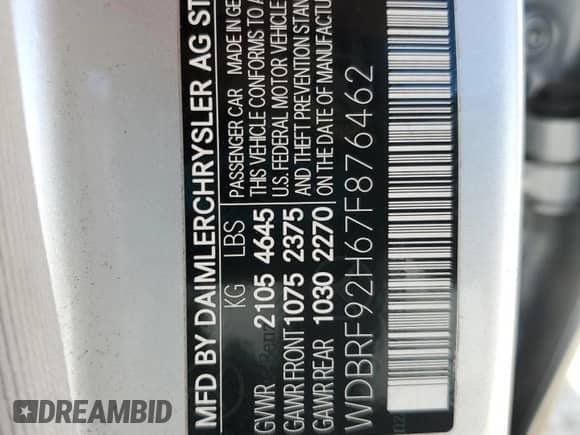 MFD BY DAIMLERCHRYSLER AG ST
KG LBS
GVWR 2105 4645
GAWR FRONT 1075 2375
GAWR REAR 1030 2270
PASSENGER CAR MADE IN GE
THIS VEHICLE CONFORMS TO A
U.S. FEDERAL MOTOR VEHICLE
AND THEFT PREVENTION STAN
ON THE DATE OF MANUFACTUR
WDBRF92H67F876462
DREAMBID